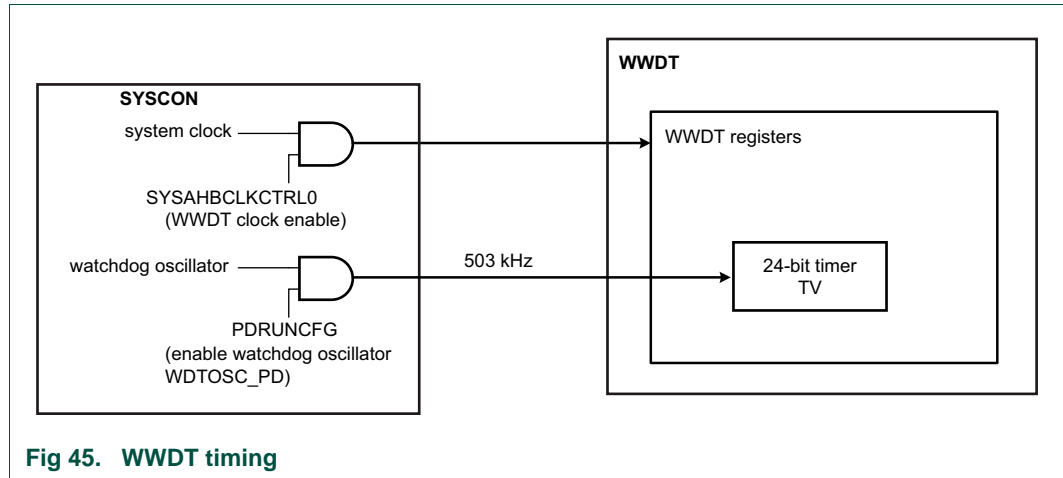 SYSCON
system clock
SYSAHBCLKCTRL0
(WWDT clock enable)
watchdog oscillator
PDRUNCFG
(enable watchdog oscillator
WDTOSC_PD)
503 kHz
WWDT
WWDT registers
24-bit timer
TV
Fig 45. WWDT timing